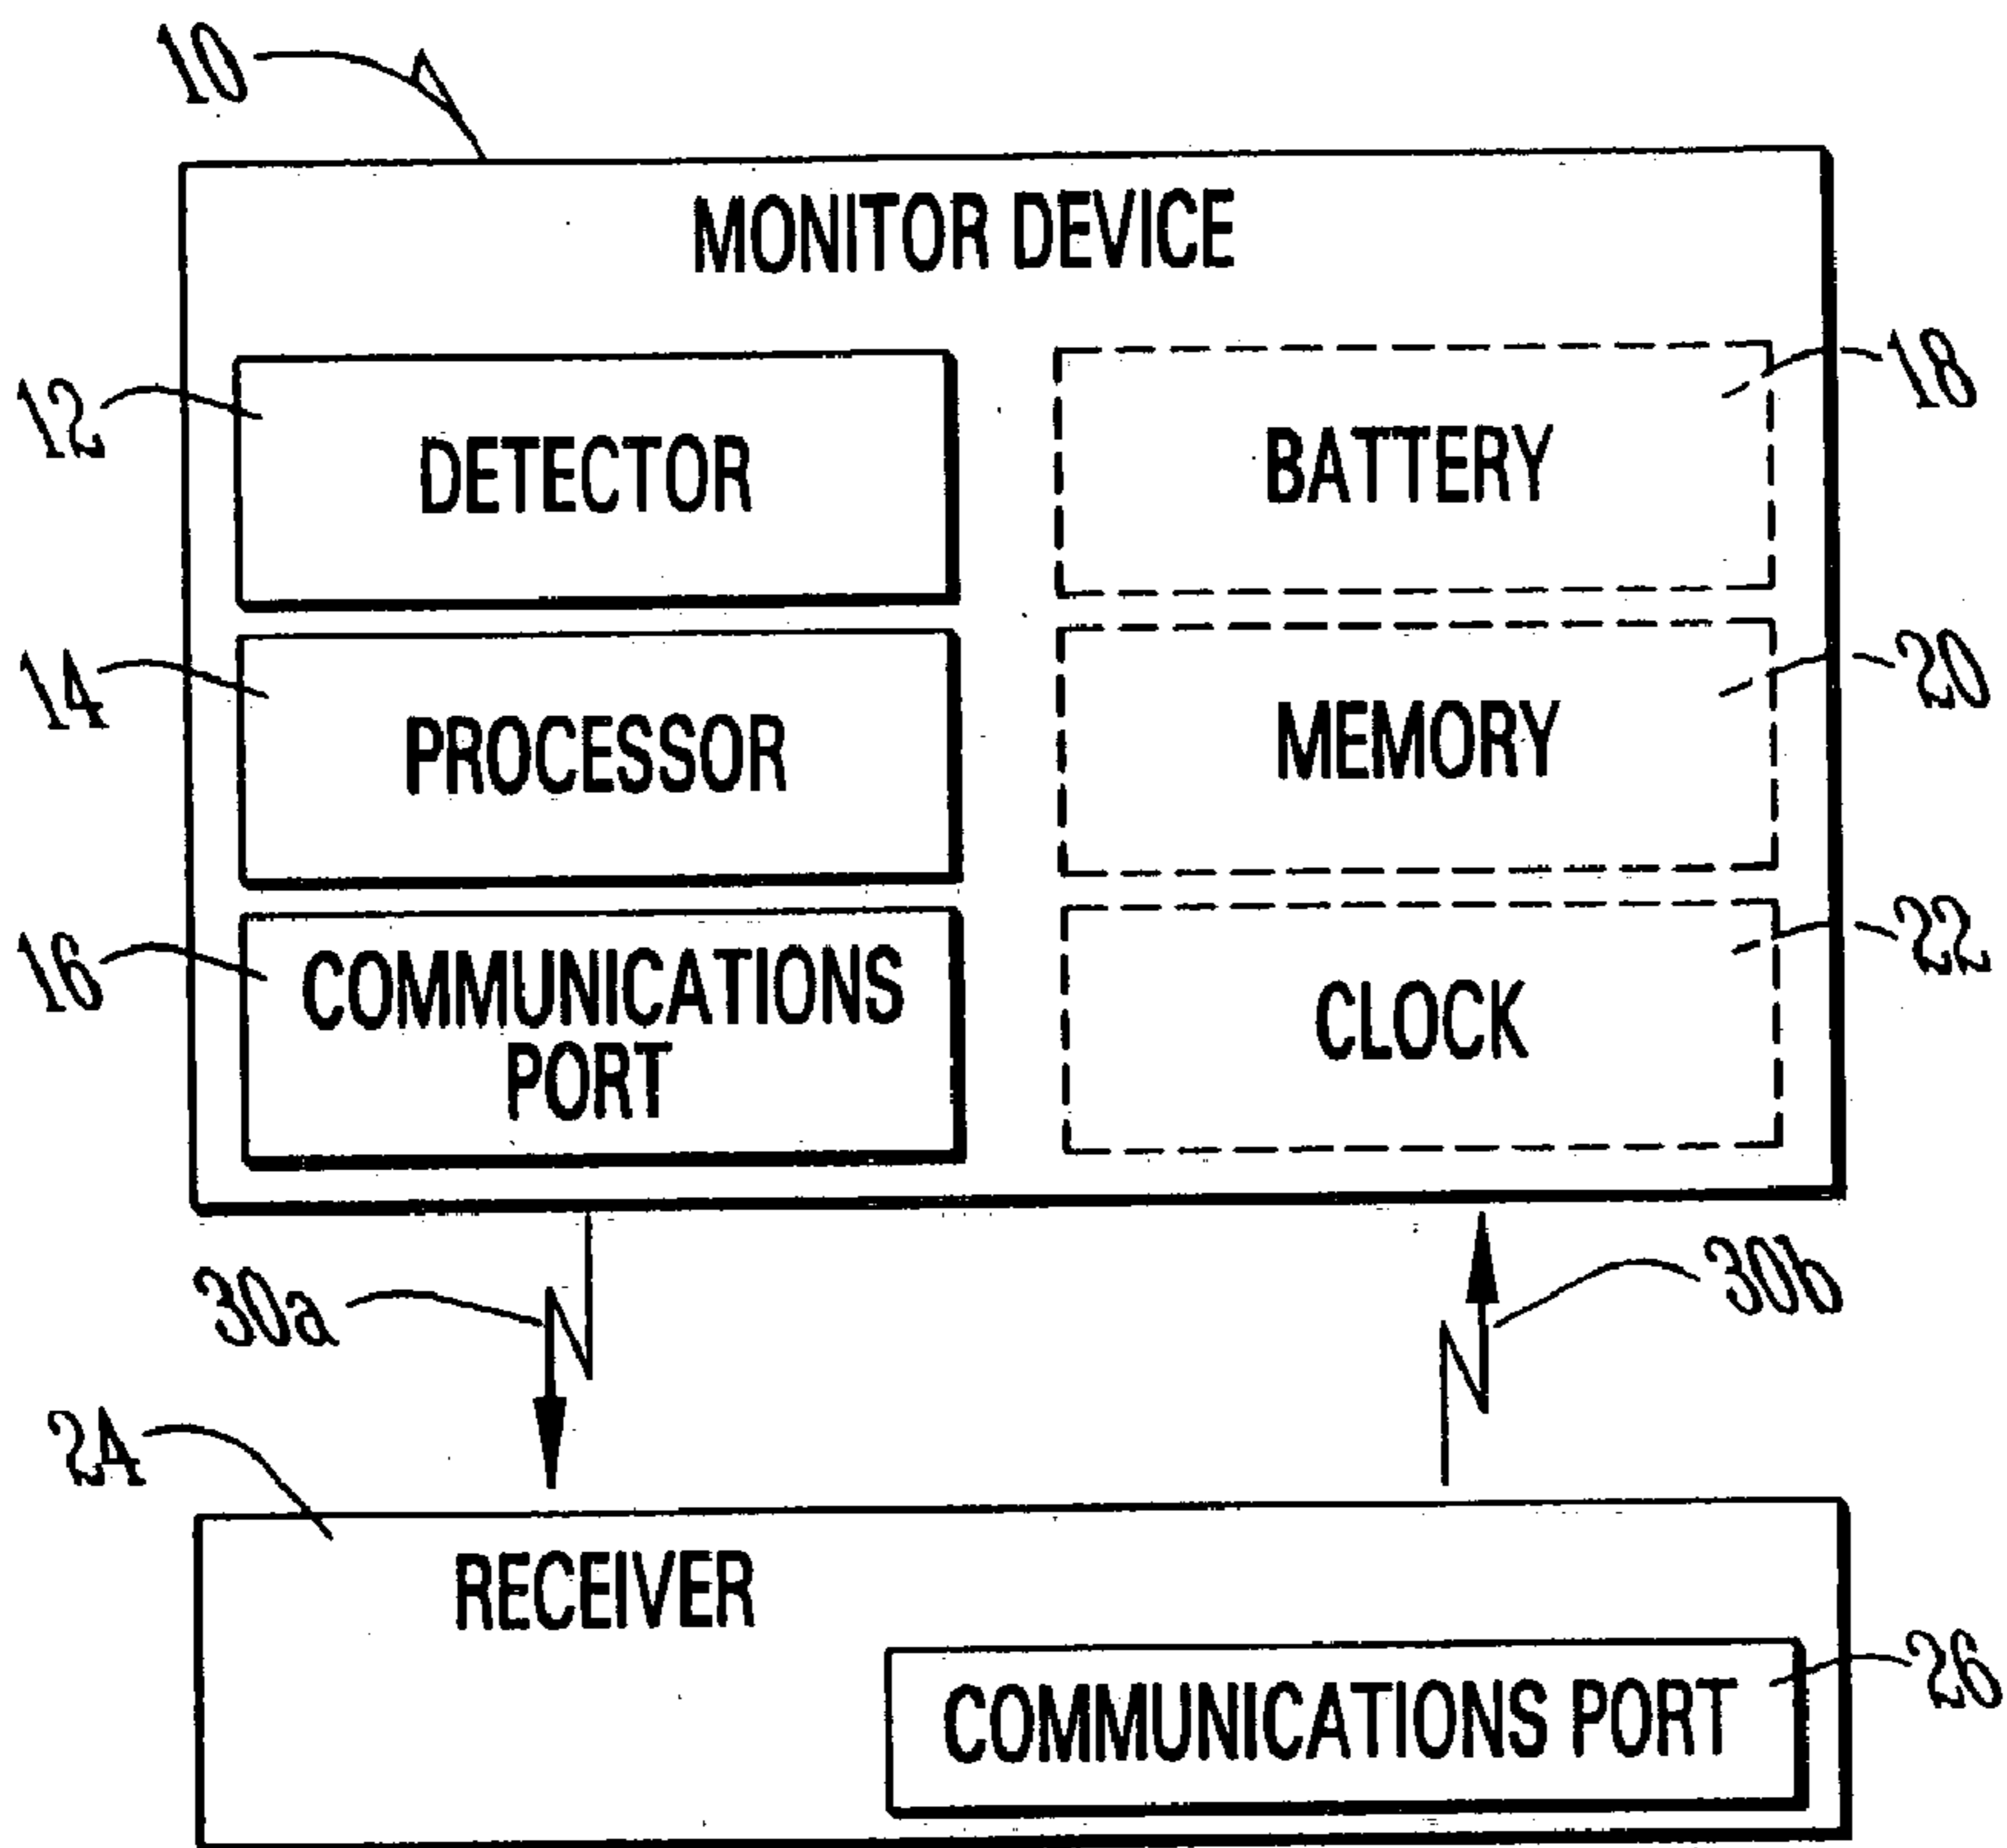 10
MONITOR DEVICE
12
DETECTOR
BATTERY
18
14
PROCESSOR
MEMORY
20
16
COMMUNICATIONS
PORT
CLOCK
22
30a
30b
24
RECEIVER
COMMUNICATIONS PORT
26